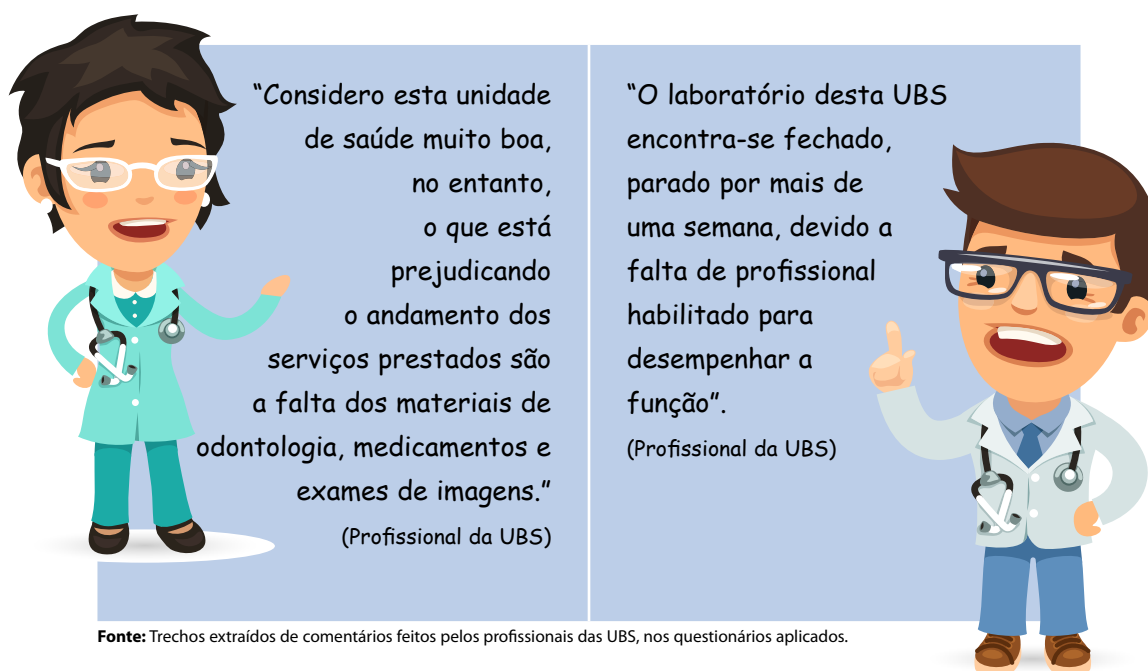 “Considero esta unidade
de saúde muito boa,
no entanto,
o que está
prejudicando
o andamento dos
serviços prestados são
a falta dos materiais de
odontologia, medicamentos e
exames de imagens.”
(Profissional da UBS)
“O laboratório desta UBS
encontra-se fechado,
parado por mais de
uma semana, devido a
falta de profissional
habilitado para
desempenhar a
função”.
(Profissional da UBS)
Fonte: Trechos extraídos de comentários feitos pelos profissionais das UBS, nos questionários aplicados.